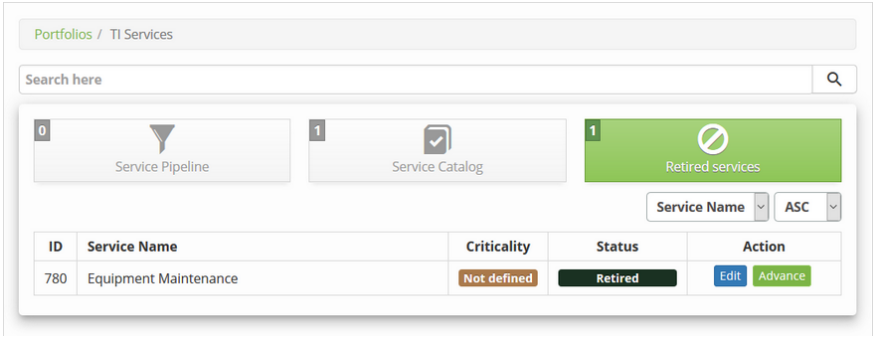 Portfolios / TI Services
Search here
0 1 1
Service Pipeline Service Catalog Retired services
Service Name ASC
ID Service Name Criticality Status Action
780 Equipment Maintenance Not defined Retired Edit Advance